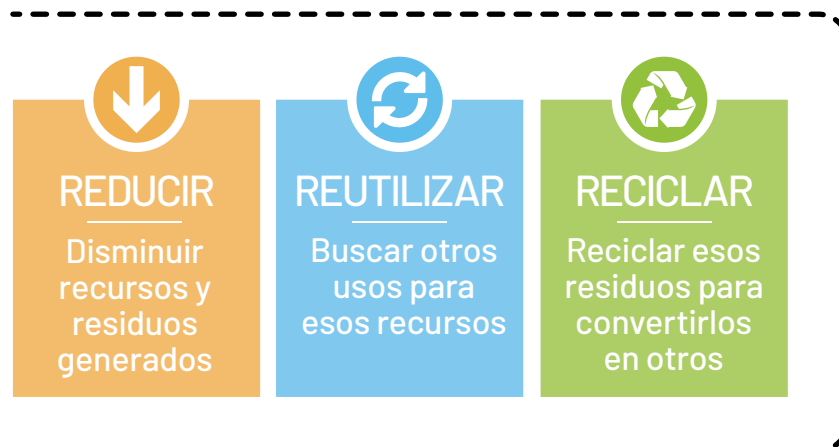 REDUCIR
Disminuir
recursos y
residuos
generados
REUTILIZAR
Buscar otros
usos para
esos recursos
RECICLAR
Reciclar esos
residuos para
convertirlos
en otros